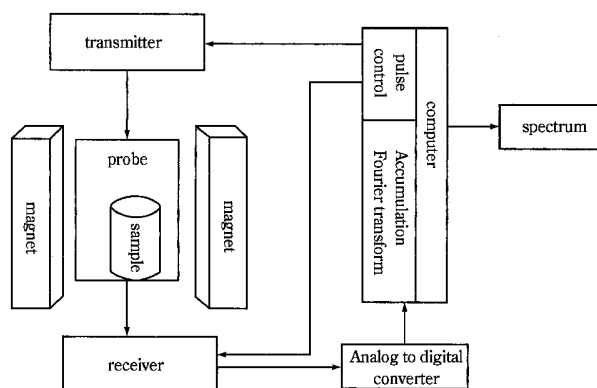 transmitter
pulse
control
computer
spectrum
probe
magnet
sample
magnet
Accumulation
Fourier transform
receiver
Analog to digital
converter